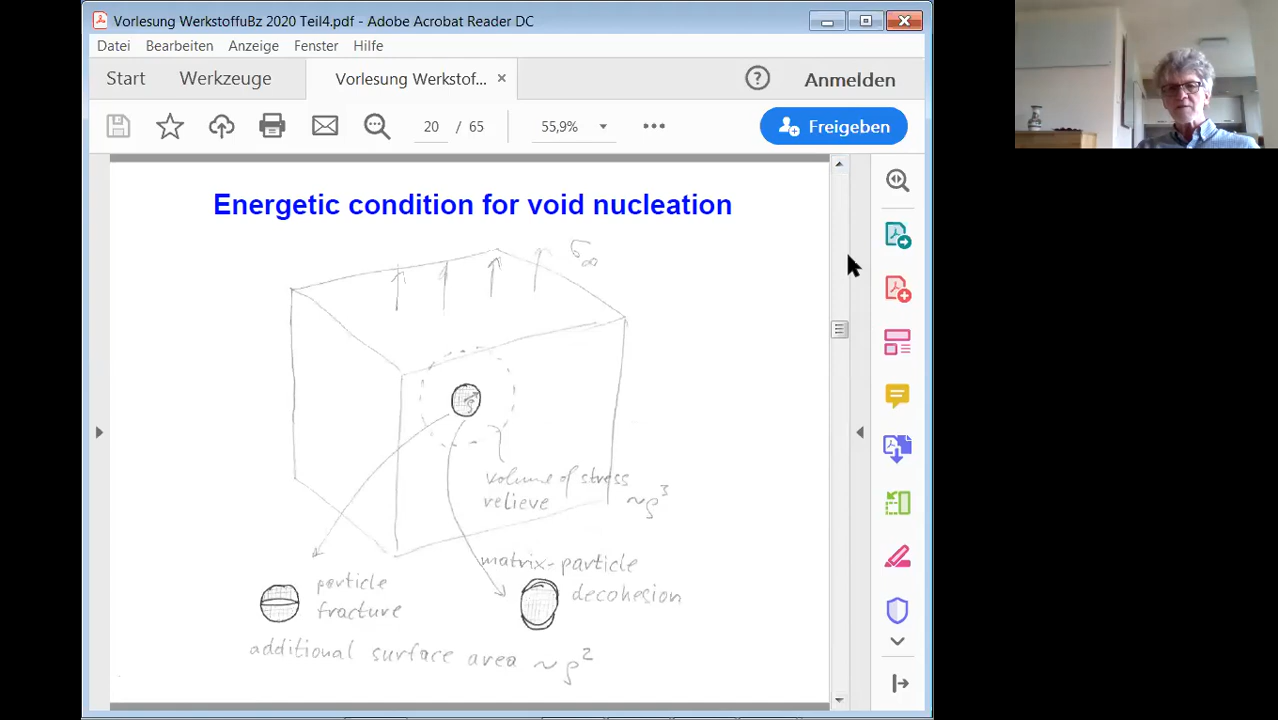 Vorlesung WerkstoffuBz 2020 Teil4.pdf - Adobe Acrobat Reader DC
Datei Bearbeiten Anzeige Fenster Hilfe
Start Werkzeuge Vorlesung Werkstof... × ? Anmelden
20 / 65 55,9% Freigeben
Energetic condition for void nucleation
σ∞
ρ
volume of stress
relieve ~ρ³
matrix-particle
decohesion
particle
fracture
additional surface area ~ρ²